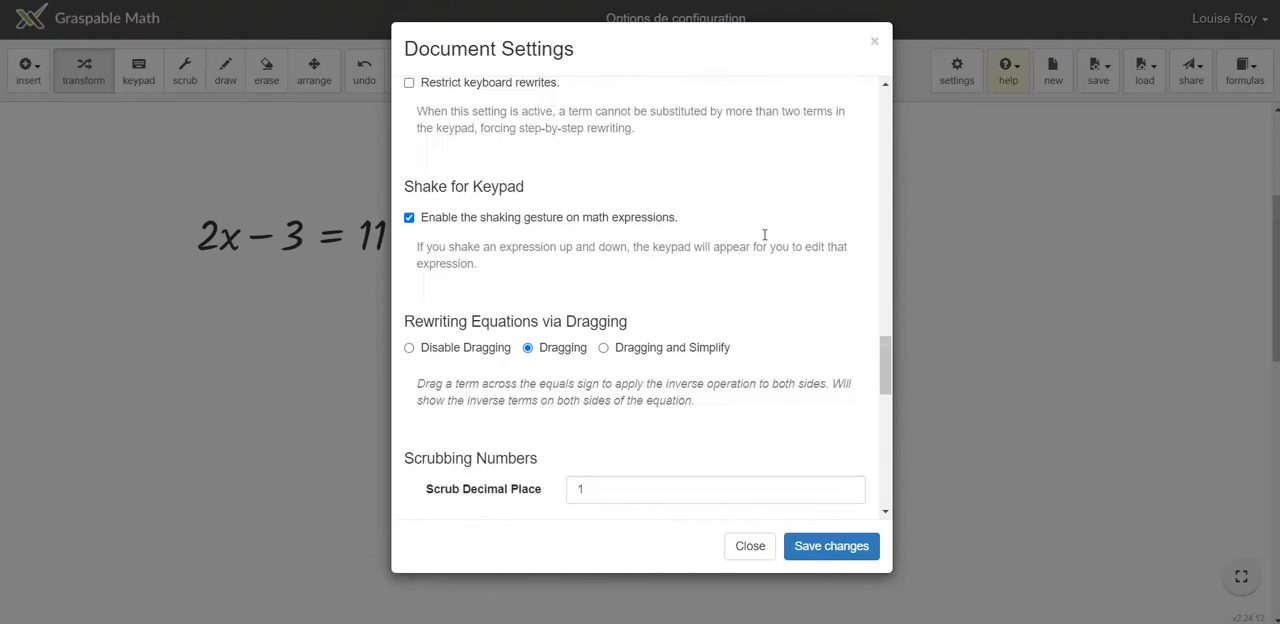 Graspable Math
Options de configuration
Louise Roy
insert
transform
keypad
scrub
draw
erase
arrange
undo
settings
help
new
save
load
share
formulas
2x − 3 = 11
Document Settings
×
Restrict keyboard rewrites.
When this setting is active, a term cannot be substituted by more than two terms in
the keypad, forcing step-by-step rewriting.
Shake for Keypad
Enable the shaking gesture on math expressions.
If you shake an expression up and down, the keypad will appear for you to edit that
expression.
Rewriting Equations via Dragging
Disable Dragging Dragging Dragging and Simplify
Drag a term across the equals sign to apply the inverse operation to both sides. Will
show the inverse terms on both sides of the equation.
Scrubbing Numbers
Scrub Decimal Place 1
Close Save changes
v2.24.12